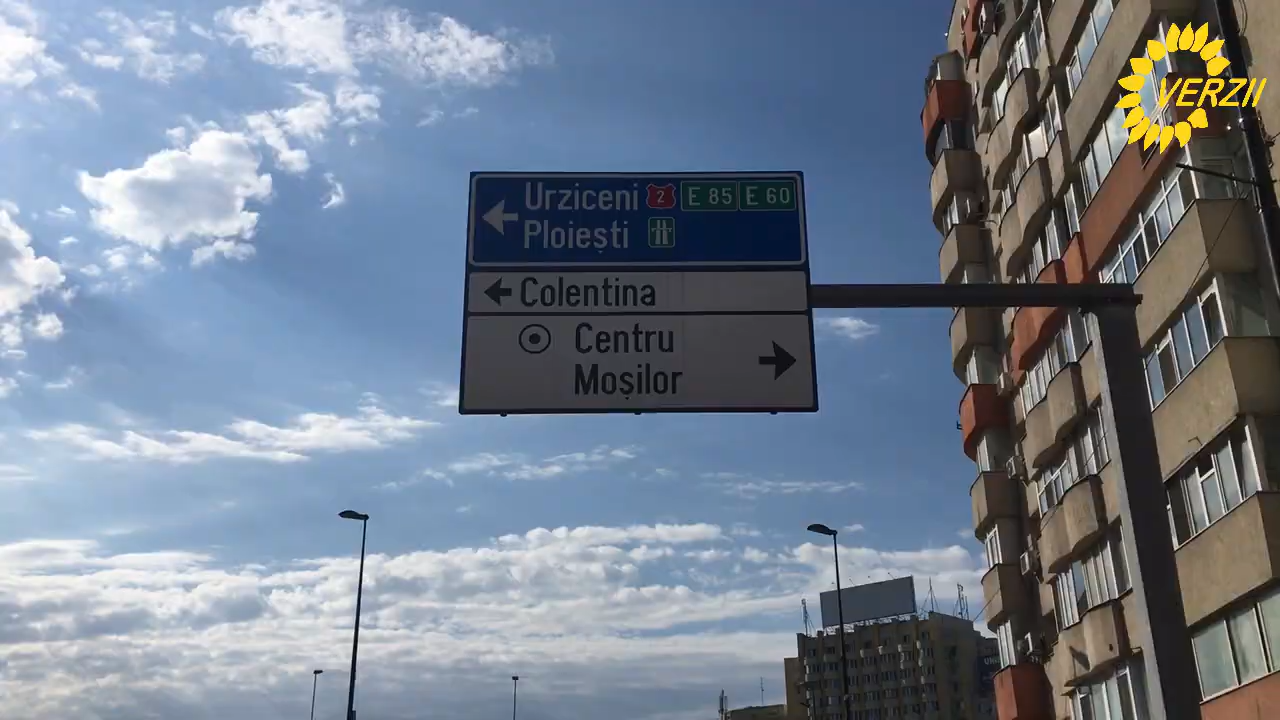 VERZII
Urziceni 2 E 85 E 60
Ploiești
Colentina
Centru
Moșilor